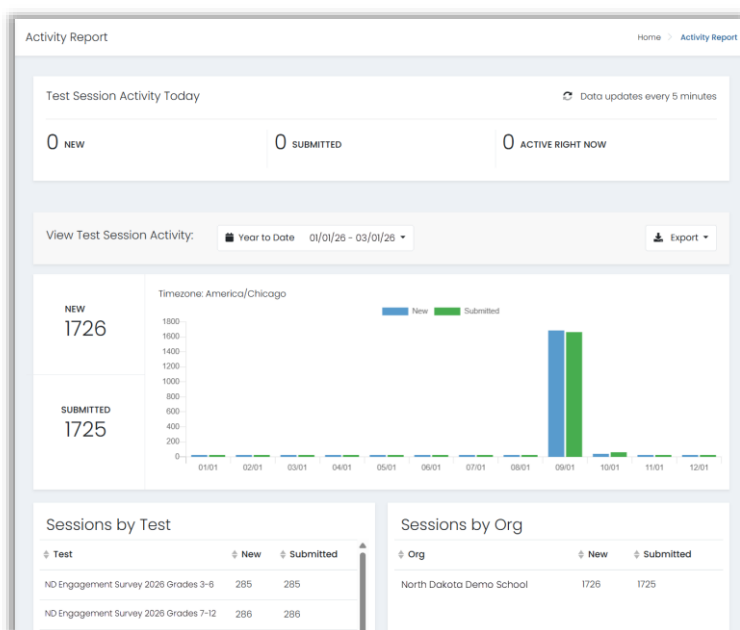 Activity Report
Home > Activity Report
Test Session Activity Today
Data updates every 5 minutes
0 NEW
0 SUBMITTED
0 ACTIVE RIGHT NOW
View Test Session Activity:
Year to Date 01/01/26 - 03/01/26
Export
NEW
1726
SUBMITTED
1725
Timezone: America/Chicago
New Submitted
1800
1600
1400
1200
1000
800
600
400
200
0
01/01 02/01 03/01 04/01 05/01 06/01 07/01 08/01 09/01 10/01 11/01 12/01
Sessions by Test
Test New Submitted
ND Engagement Survey 2026 Grades 3-6 285 285
ND Engagement Survey 2026 Grades 7-12 286 286
Sessions by Org
Org New Submitted
North Dakota Demo School 1726 1725